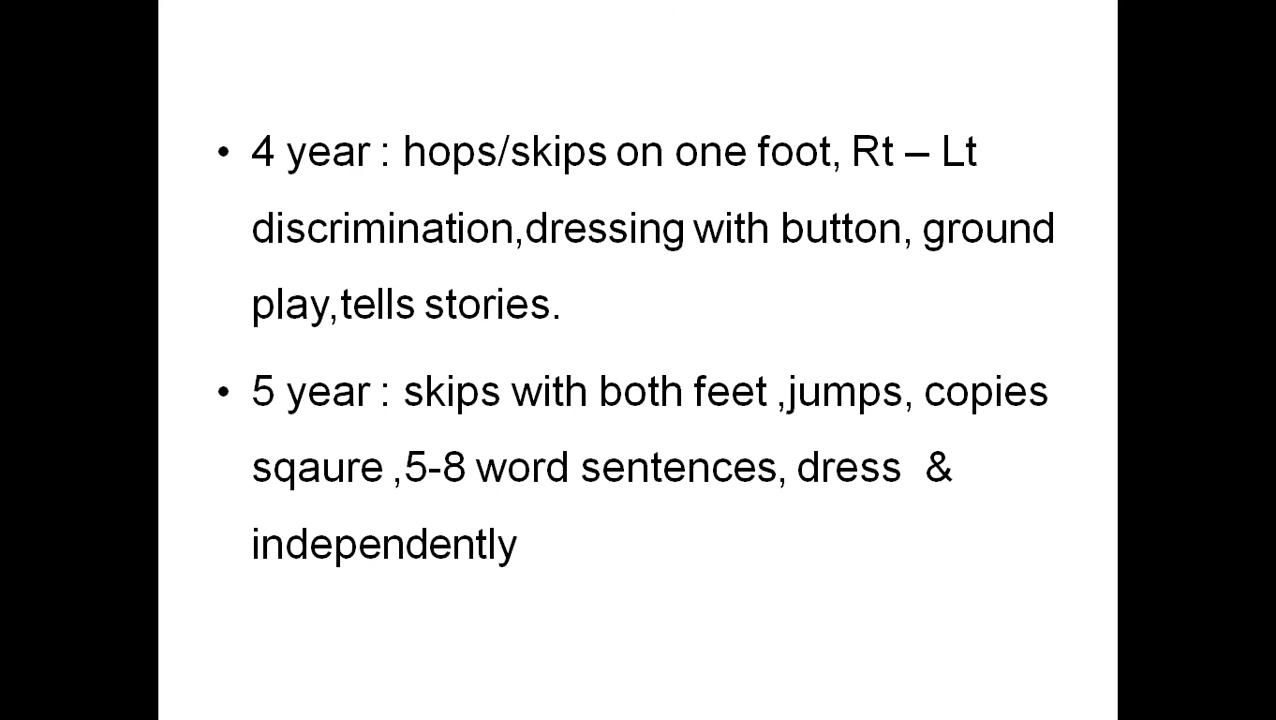 • 4 year : hops/skips on one foot, Rt – Lt
discrimination,dressing with button, ground
play,tells stories.
• 5 year : skips with both feet ,jumps, copies
sqaure ,5-8 word sentences, dress  &
independently